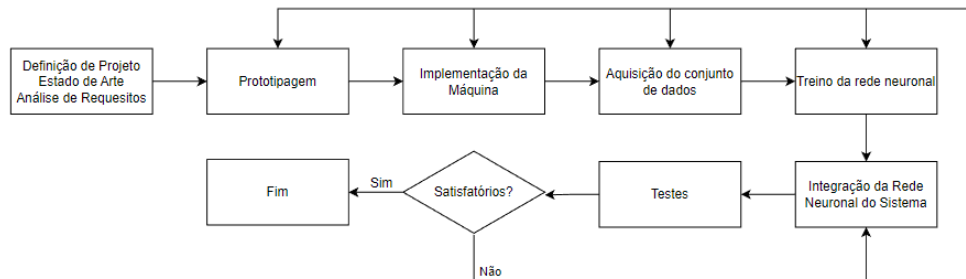 Definição de Projeto
Estado de Arte
Análise de Requesitos
Prototipagem
Implementação da
Máquina
Aquisição do conjunto
de dados
Treino da rede neuronal
Integração da Rede
Neuronal do Sistema
Testes
Satisfatórios?
Sim
Fim
Não